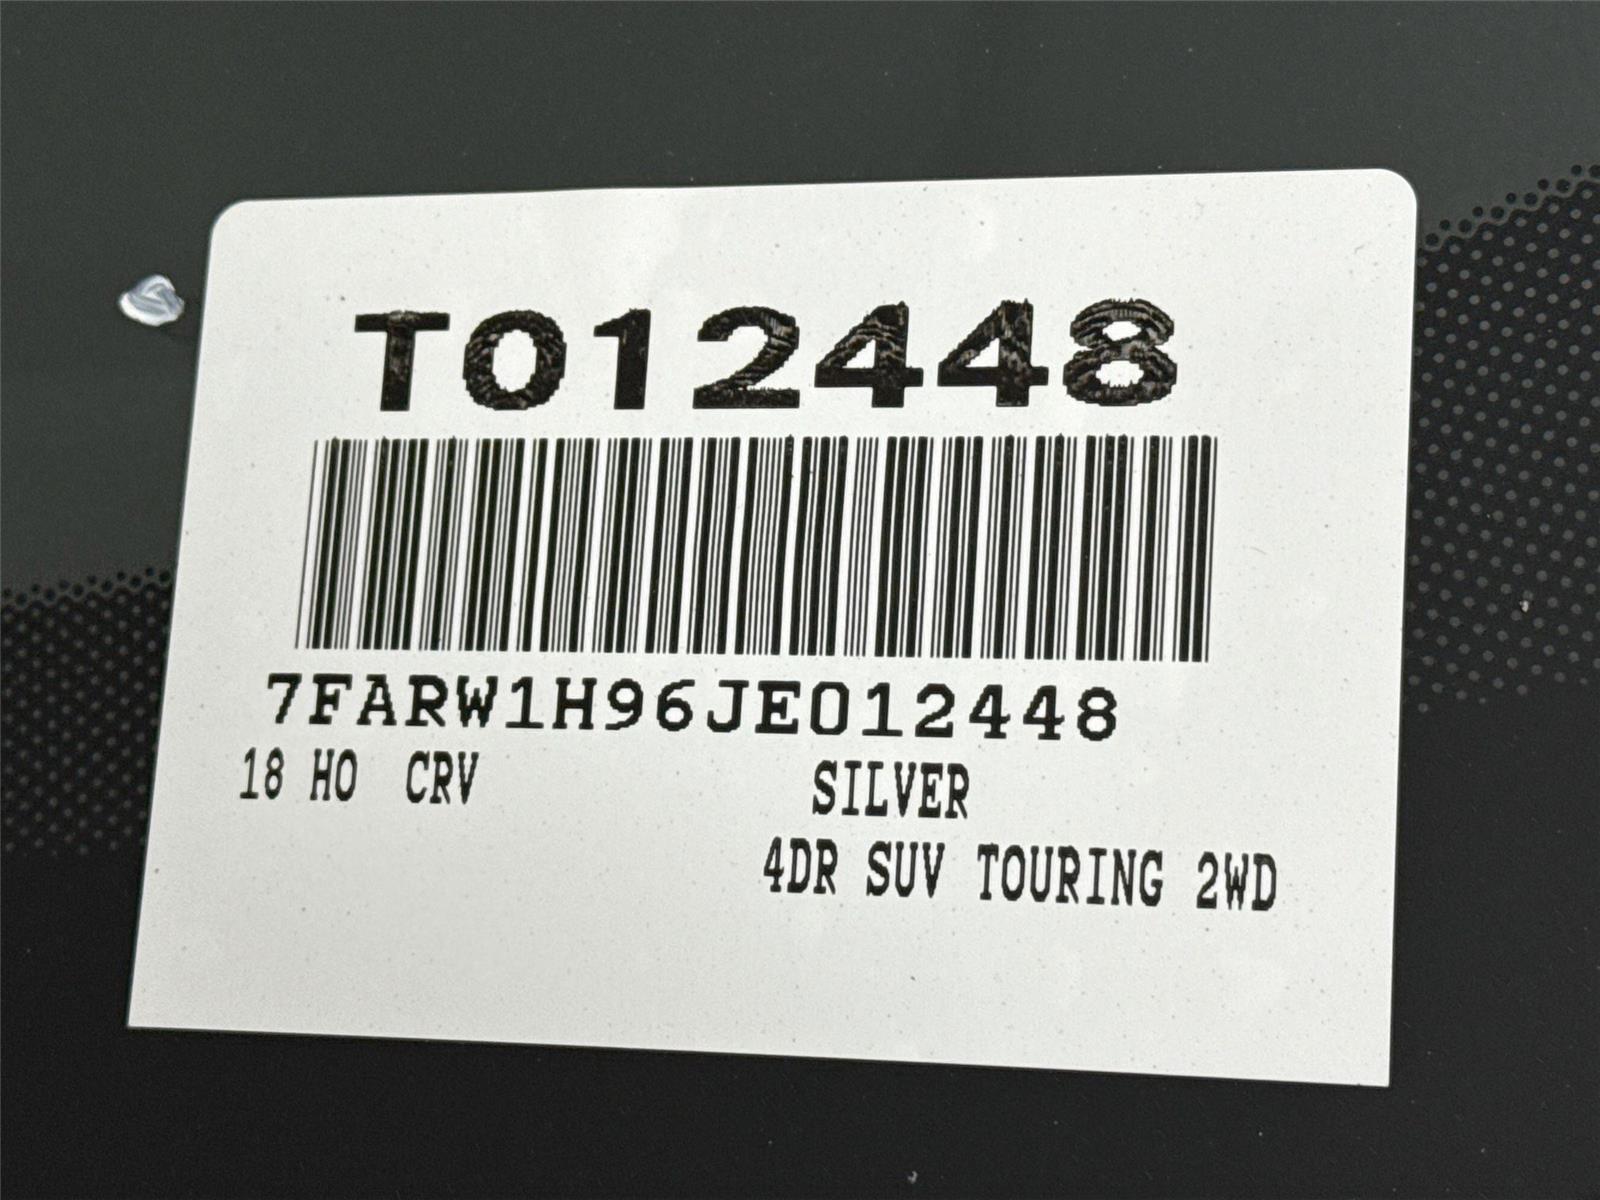 T012448
7FARW1H96JE012448
18 HO CRV SILVER
4DR SUV TOURING 2WD